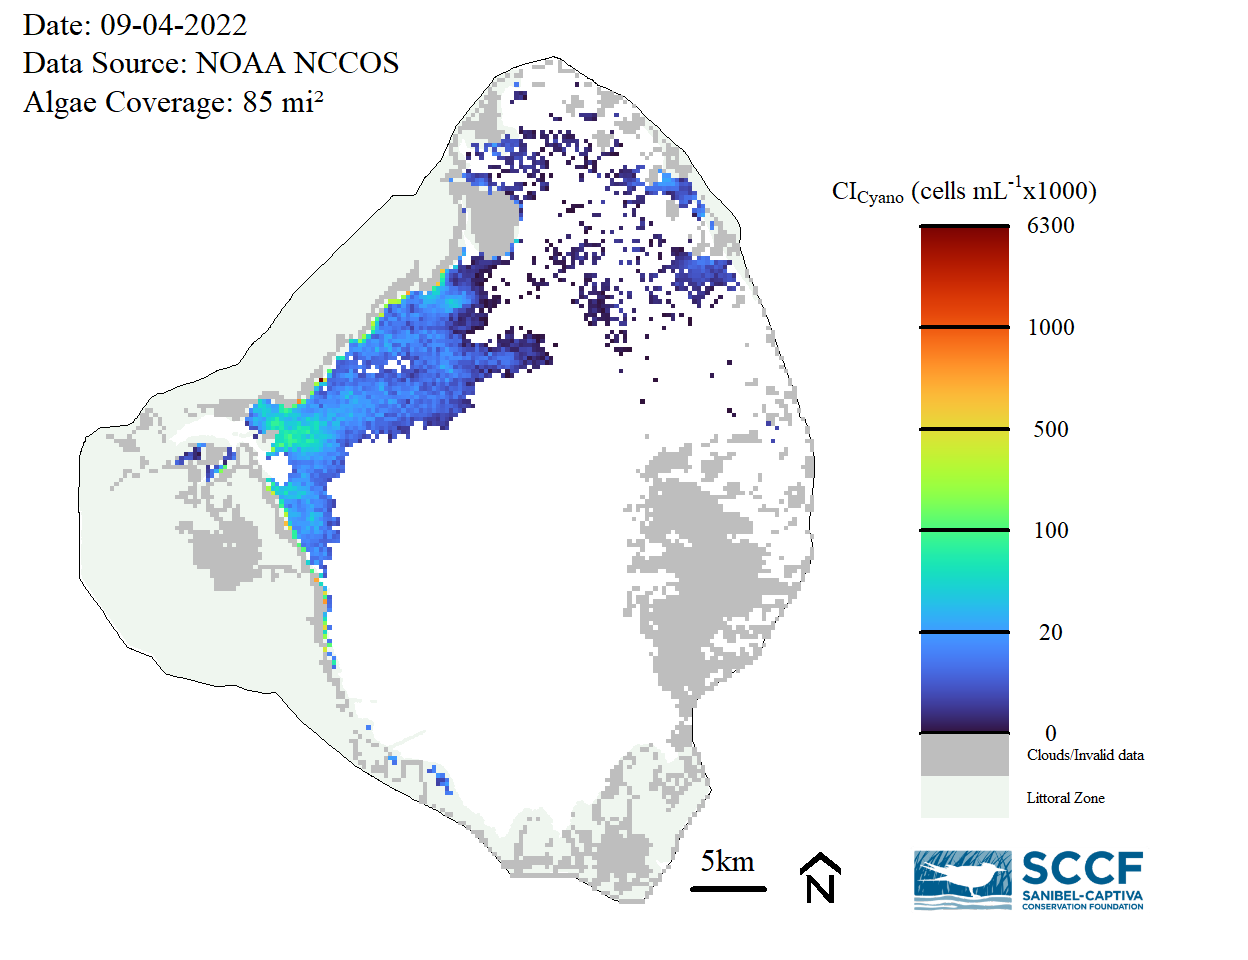 Date: 09-04-2022
Data Source: NOAA NCCOS
Algae Coverage: 85 mi²
CICyano (cells mL-1x1000)
6300
1000
500
100
20
0
Clouds/Invalid data
Littoral Zone
5km
N
SCCF
SANIBEL-CAPTIVA
CONSERVATION FOUNDATION